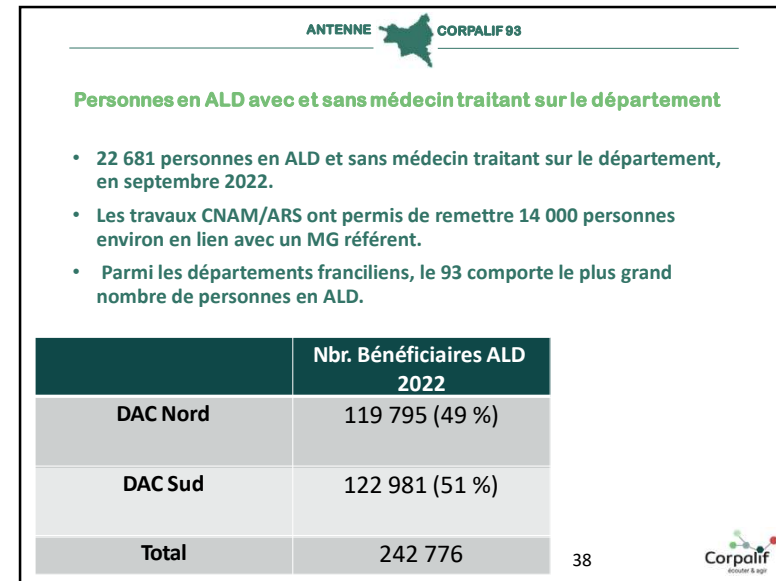 ANTENNE CORPALIF 93
Personnes en ALD avec et sans médecin traitant sur le département
• 22 681 personnes en ALD et sans médecin traitant sur le département,
en septembre 2022.
• Les travaux CNAM/ARS ont permis de remettre 14 000 personnes
environ en lien avec un MG référent.
• Parmi les départements franciliens, le 93 comporte le plus grand
nombre de personnes en ALD.
Nbr. Bénéficiaires ALD
2022
DAC Nord 119 795 (49 %)
DAC Sud 122 981 (51 %)
Total 242 776
38
Corpalif
écouter & agir